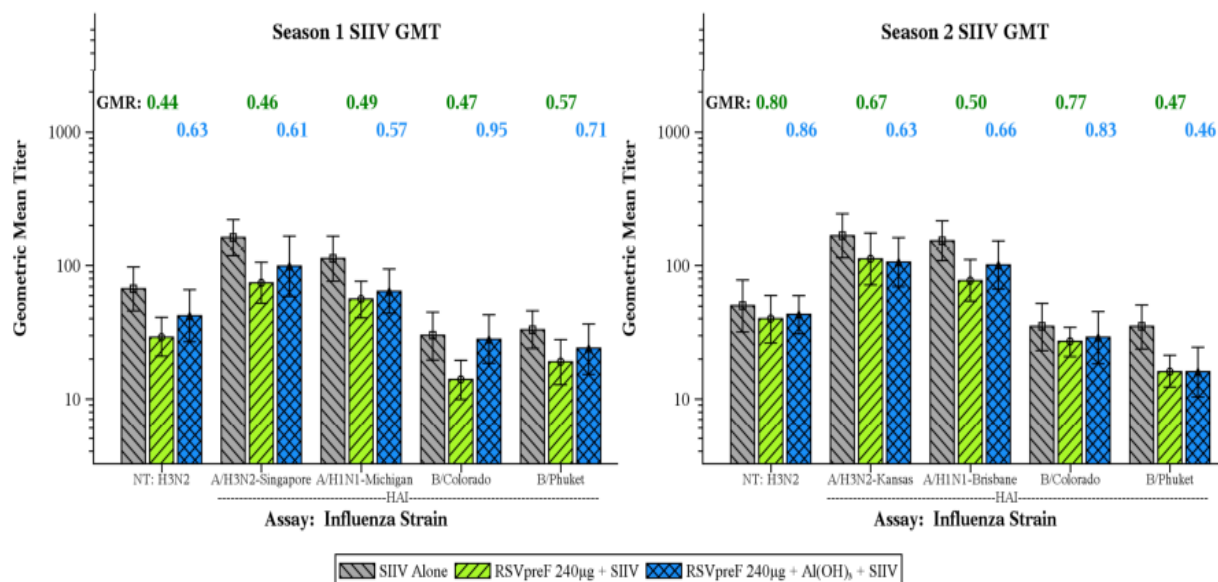 Season 1 SIIV GMT
GMR: 0.44 0.46 0.49 0.47 0.57
0.63 0.61 0.57 0.95 0.71
Geometric Mean Titer
1000
100
10
NT: H3N2 A/H3N2-Singapore A/H1N1-Michigan B/Colorado B/Phuket
HAI
Assay: Influenza Strain
Season 2 SIIV GMT
GMR: 0.80 0.67 0.50 0.77 0.47
0.86 0.63 0.66 0.83 0.46
Geometric Mean Titer
1000
100
10
NT: H3N2 A/H3N2-Kansas A/H1N1-Brisbane B/Colorado B/Phuket
HAI
Assay: Influenza Strain
SIIV Alone RSVpreF 240μg + SIIV RSVpreF 240μg + Al(OH)₃ + SIIV